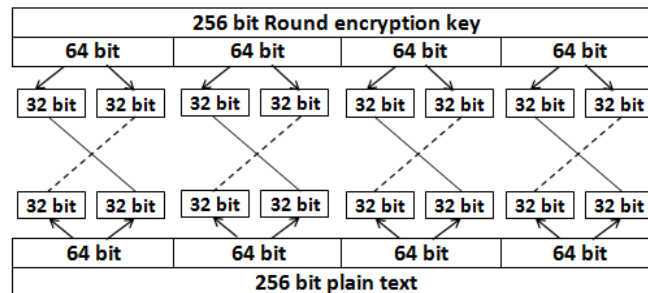 256 bit Round encryption key
64 bit 64 bit 64 bit 64 bit
32 bit 32 bit 32 bit 32 bit 32 bit 32 bit 32 bit 32 bit
32 bit 32 bit 32 bit 32 bit 32 bit 32 bit 32 bit 32 bit
64 bit 64 bit 64 bit 64 bit
256 bit plain text